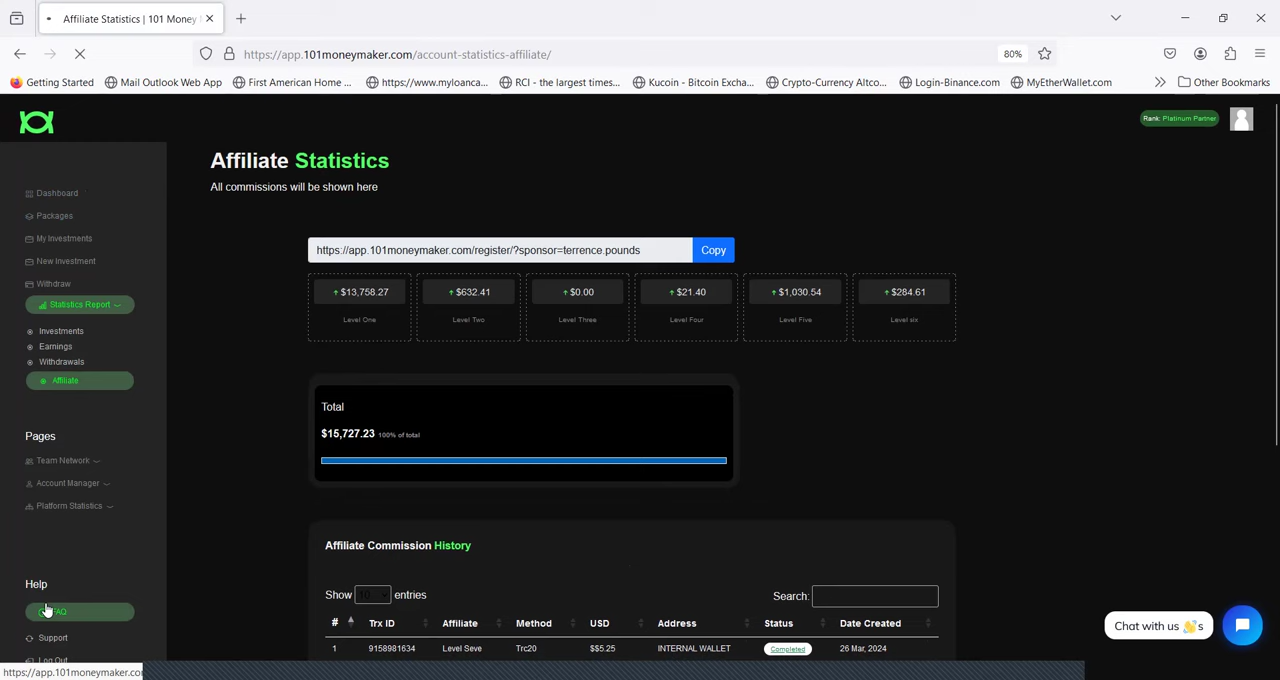 Affiliate Statistics | 101 Money
https://app.101moneymaker.com/account-statistics-affiliate/
80%
Getting Started
Mail Outlook Web App
First American Home ...
https://www.myloanca...
RCI - the largest times...
Kucoin - Bitcoin Excha...
Crypto-Currency Altco...
Login-Binance.com
MyEtherWallet.com
Other Bookmarks
Rank: Platinum Partner
Dashboard
Packages
My Investments
New Investment
Withdraw
Statistics Report
Investments
Earnings
Withdrawals
Affiliate
Pages
Team Network
Account Manager
Platform Statistics
Help
FAQ
Support
Log Out
https://app.101moneymaker.co
Affiliate Statistics
All commissions will be shown here
https://app.101moneymaker.com/register/?sponsor=terrence.pounds
Copy
$13,758.27
$632.41
$0.00
$21.40
$1,030.54
$284.61
Level One
Level Two
Level Three
Level Four
Level Five
Level six
Total
$15,727.23 100% of total
Affiliate Commission History
Show 10 entries
Search:
# Trx ID Affiliate Method USD Address Status Date Created
1 9158981634 Level Seve Trc20 $$5.25 INTERNAL WALLET Completed 26 Mar, 2024
Chat with us 👋s